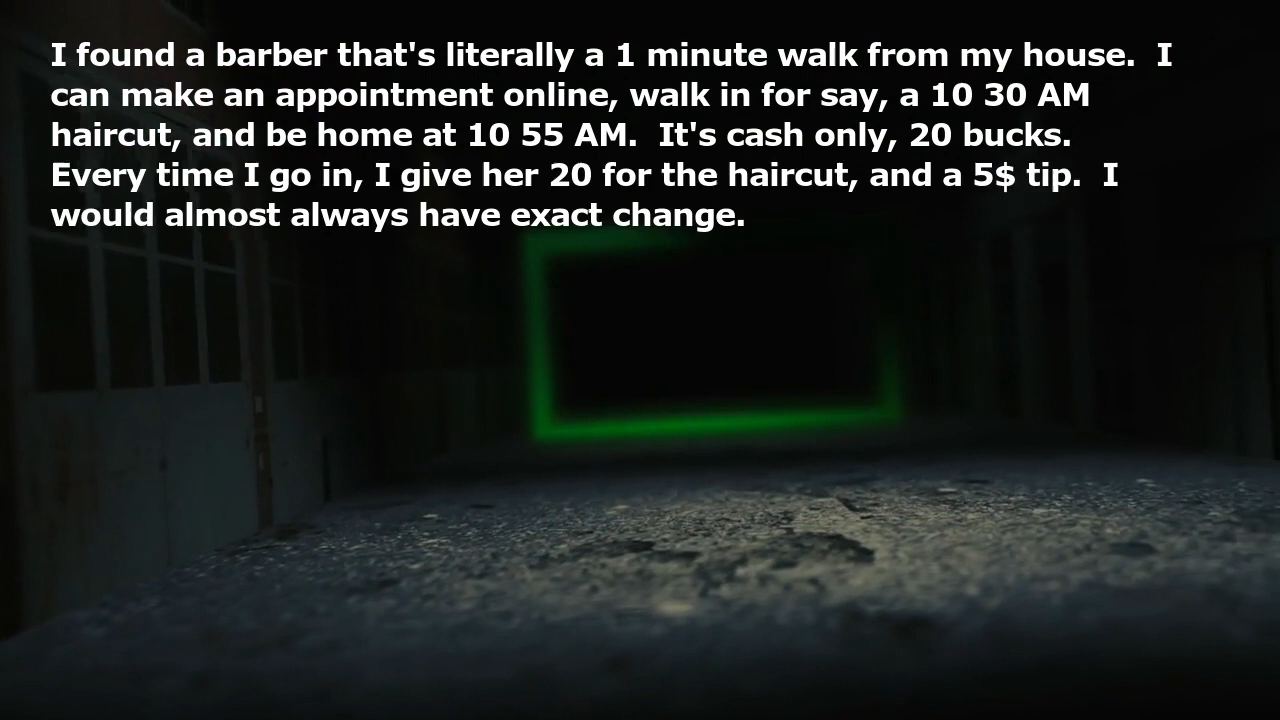 I found a barber that's literally a 1 minute walk from my house.  I
can make an appointment online, walk in for say, a 10 30 AM
haircut, and be home at 10 55 AM.  It's cash only, 20 bucks.
Every time I go in, I give her 20 for the haircut, and a 5$ tip.  I
would almost always have exact change.